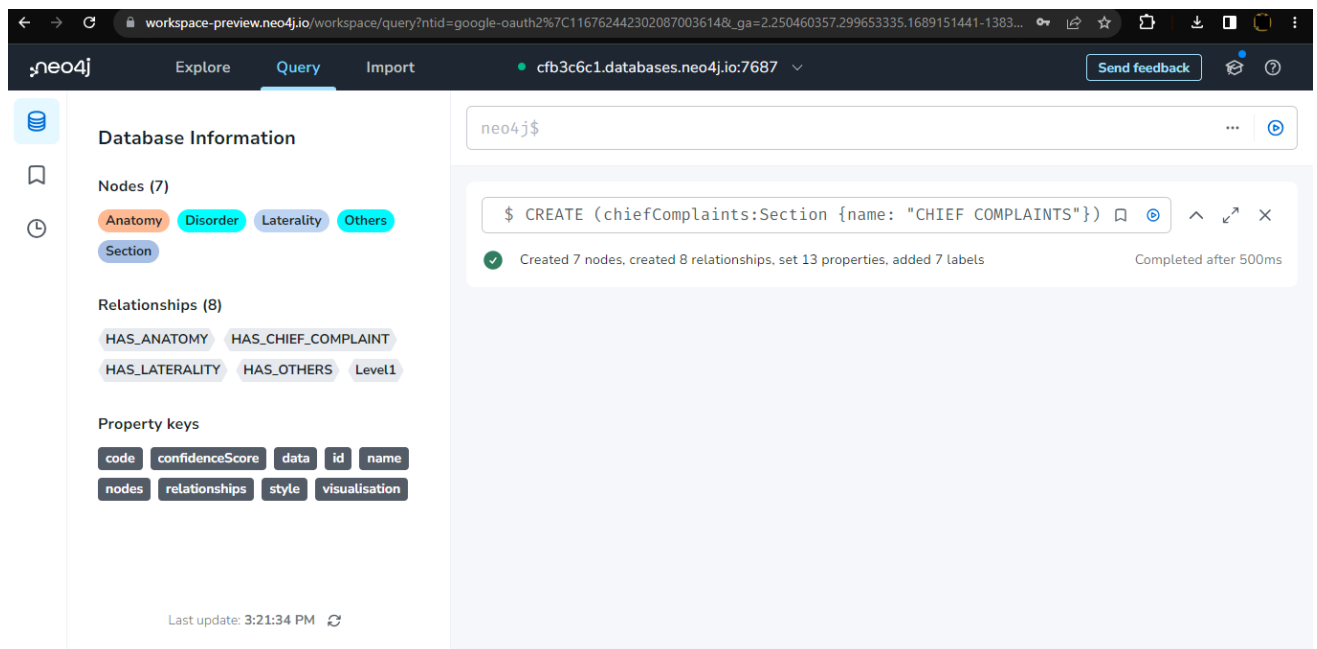 workspace-preview.neo4j.io/workspace/query?ntid=google-oauth2%7C116762442302087003614&_ga=2.250460357.299653335.1689151441-1383...
neo4j Explore Query Import cfb3c6c1.databases.neo4j.io:7687 Send feedback
Database Information
Nodes (7)
Anatomy Disorder Laterality Others
Section
Relationships (8)
HAS_ANATOMY HAS_CHIEF_COMPLAINT
HAS_LATERALITY HAS_OTHERS Level1
Property keys
code confidenceScore data id name
nodes relationships style visualisation
Last update: 3:21:34 PM
neo4j$
$ CREATE (chiefComplaints:Section {name: "CHIEF COMPLAINTS"})
Created 7 nodes, created 8 relationships, set 13 properties, added 7 labels Completed after 500ms